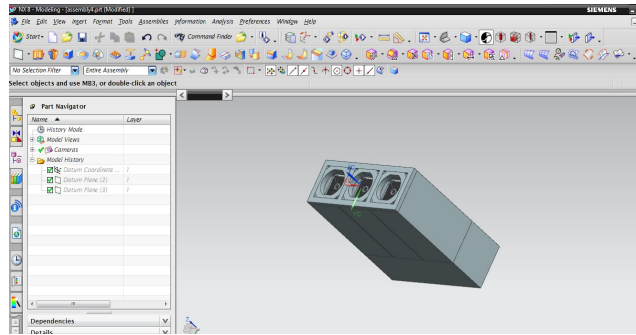 NX 8 - Modeling - [assembly4.prt (Modified) ]
SIEMENS
File Edit View Insert Format Tools Assemblies Information Analysis Preferences Window Help
Start Command Finder
No Selection Filter Entire Assembly
Select objects and use MB3, or double-click an object
Part Navigator
Name Layer
History Mode
Model Views
Cameras
Model History
Datum Coordinate ... 1
Datum Plane (2) 1
Datum Plane (3) 1
Dependencies
Details